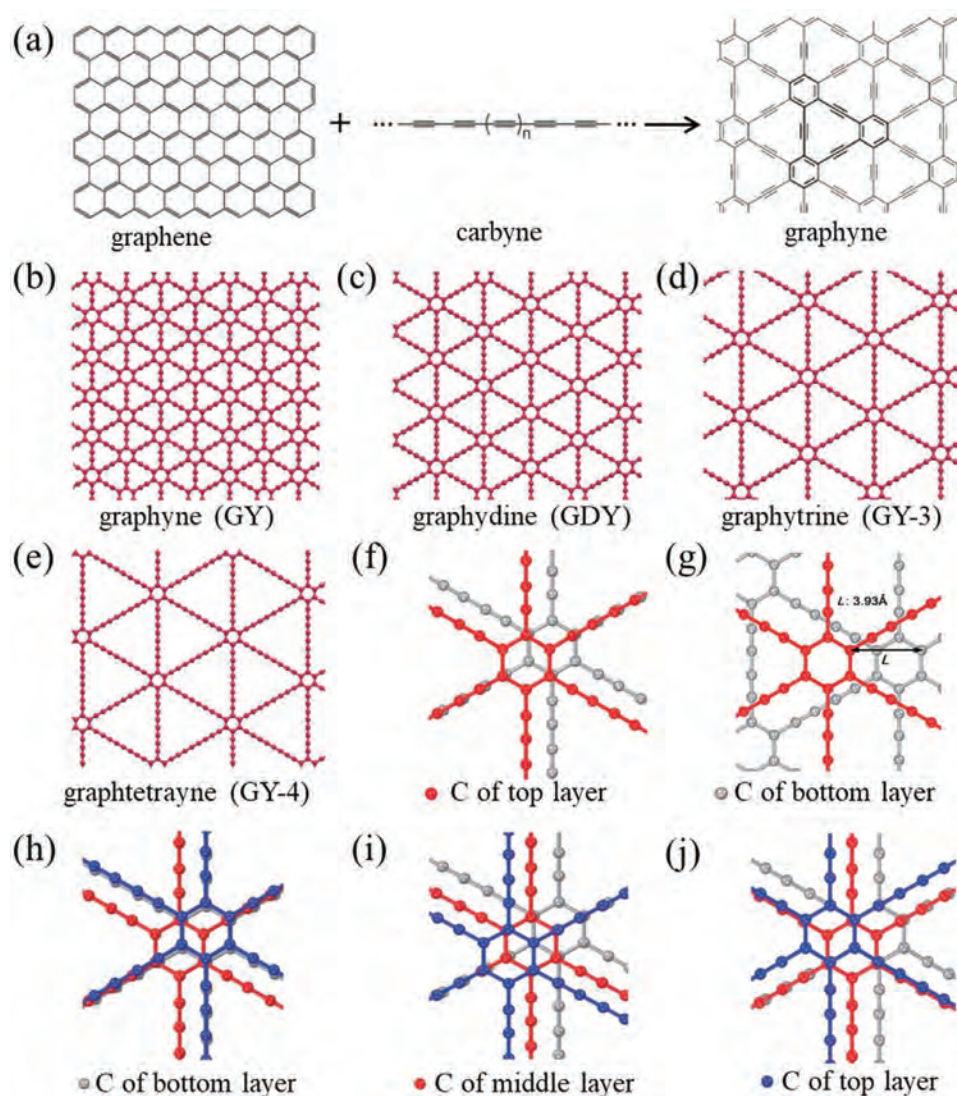 (a)
+ ··· n ··· 
graphene carbyne graphyne
(b) (c) (d)
graphyne (GY) graphydine (GDY) graphytrine (GY-3)
(e) (f) (g)
L: 3.93Å
L
graphtetrayne (GY-4) C of top layer C of bottom layer
(h) (i) (j)
C of bottom layer C of middle layer C of top layer